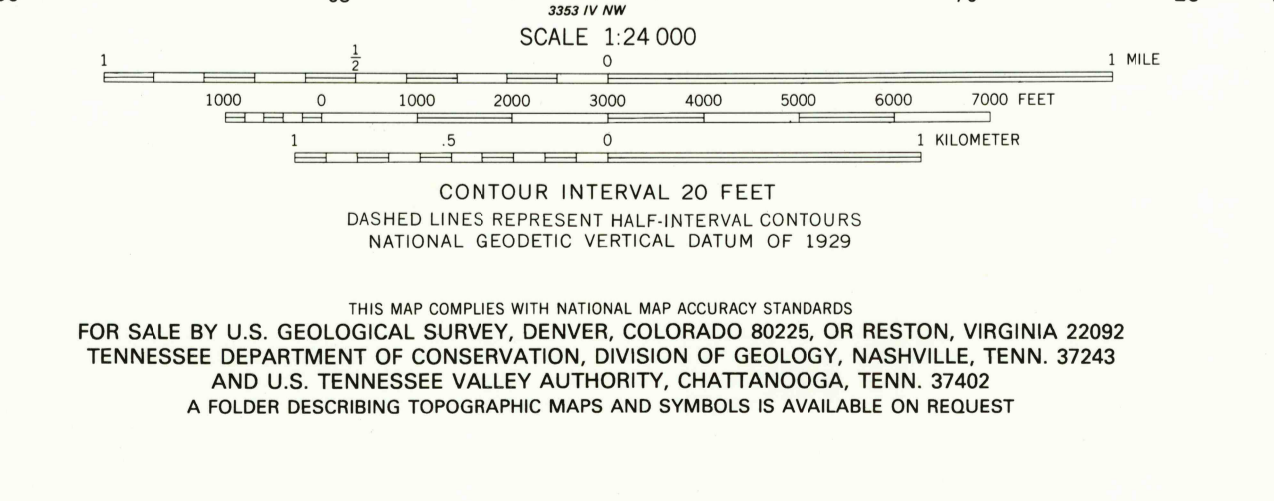 3353 IV NW
SCALE 1:24 000
1 1/2 0 1 MILE
1000 0 1000 2000 3000 4000 5000 6000 7000 FEET
1 .5 0 1 KILOMETER
CONTOUR INTERVAL 20 FEET
DASHED LINES REPRESENT HALF-INTERVAL CONTOURS
NATIONAL GEODETIC VERTICAL DATUM OF 1929
THIS MAP COMPLIES WITH NATIONAL MAP ACCURACY STANDARDS
FOR SALE BY U.S. GEOLOGICAL SURVEY, DENVER, COLORADO 80225, OR RESTON, VIRGINIA 22092
TENNESSEE DEPARTMENT OF CONSERVATION, DIVISION OF GEOLOGY, NASHVILLE, TENN. 37243
AND U.S. TENNESSEE VALLEY AUTHORITY, CHATTANOOGA, TENN. 37402
A FOLDER DESCRIBING TOPOGRAPHIC MAPS AND SYMBOLS IS AVAILABLE ON REQUEST